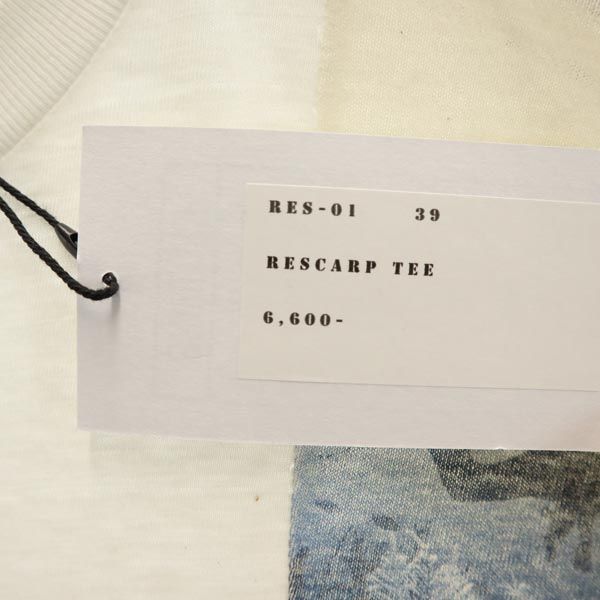 RES-01 39
RESCARP TEE
6,600-